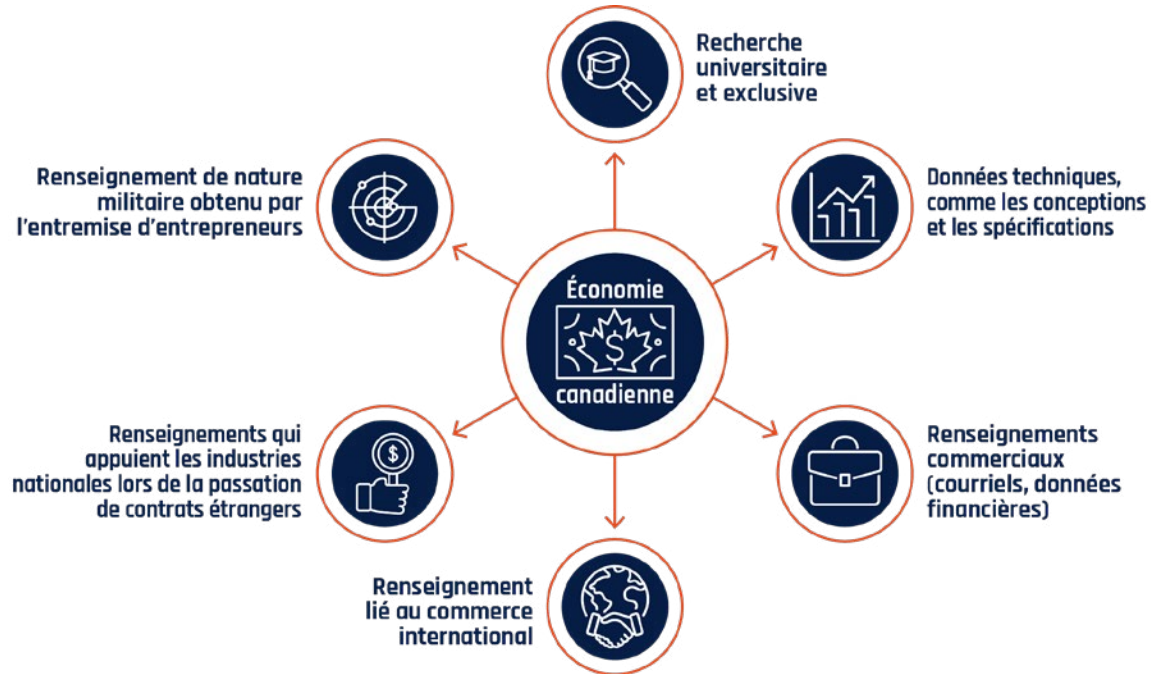 Recherche
universitaire
et exclusive
Renseignement de nature
militaire obtenu par
l'entremise d'entrepreneurs
Données techniques,
comme les conceptions
et les spécifications
Économie
$
canadienne
$
Renseignements qui
appuient les industries
nationales lors de la passation
de contrats étrangers
Renseignements
commerciaux
(courriels, données
financières)
Renseignement
lié au commerce
international